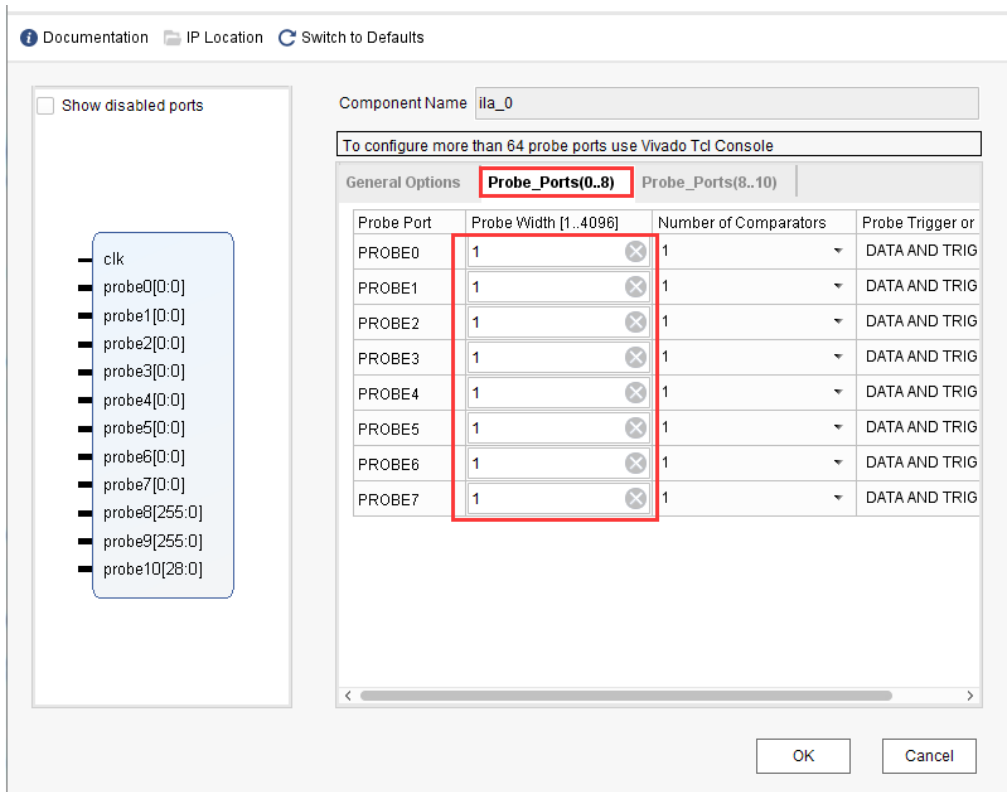 Documentation IP Location Switch to Defaults
Show disabled ports
clk
probe0[0:0]
probe1[0:0]
probe2[0:0]
probe3[0:0]
probe4[0:0]
probe5[0:0]
probe6[0:0]
probe7[0:0]
probe8[255:0]
probe9[255:0]
probe10[28:0]
Component Name ila_0
To configure more than 64 probe ports use Vivado Tcl Console
General Options Probe_Ports(0..8) Probe_Ports(8..10)
Probe Port Probe Width [1..4096] Number of Comparators Probe Trigger or
PROBE0 1 1 DATA AND TRIG
PROBE1 1 1 DATA AND TRIG
PROBE2 1 1 DATA AND TRIG
PROBE3 1 1 DATA AND TRIG
PROBE4 1 1 DATA AND TRIG
PROBE5 1 1 DATA AND TRIG
PROBE6 1 1 DATA AND TRIG
PROBE7 1 1 DATA AND TRIG
OK Cancel